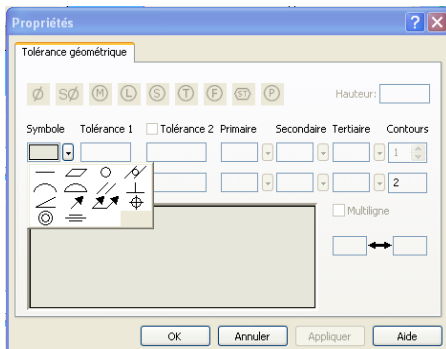 Propriétés
Tolérance géométrique
Ø SØ M L S T F ST P Hauteur:
Symbole Tolérance 1 Tolérance 2 Primaire Secondaire Tertiaire Contours
1
2
Multiligne
OK Annuler Appliquer Aide